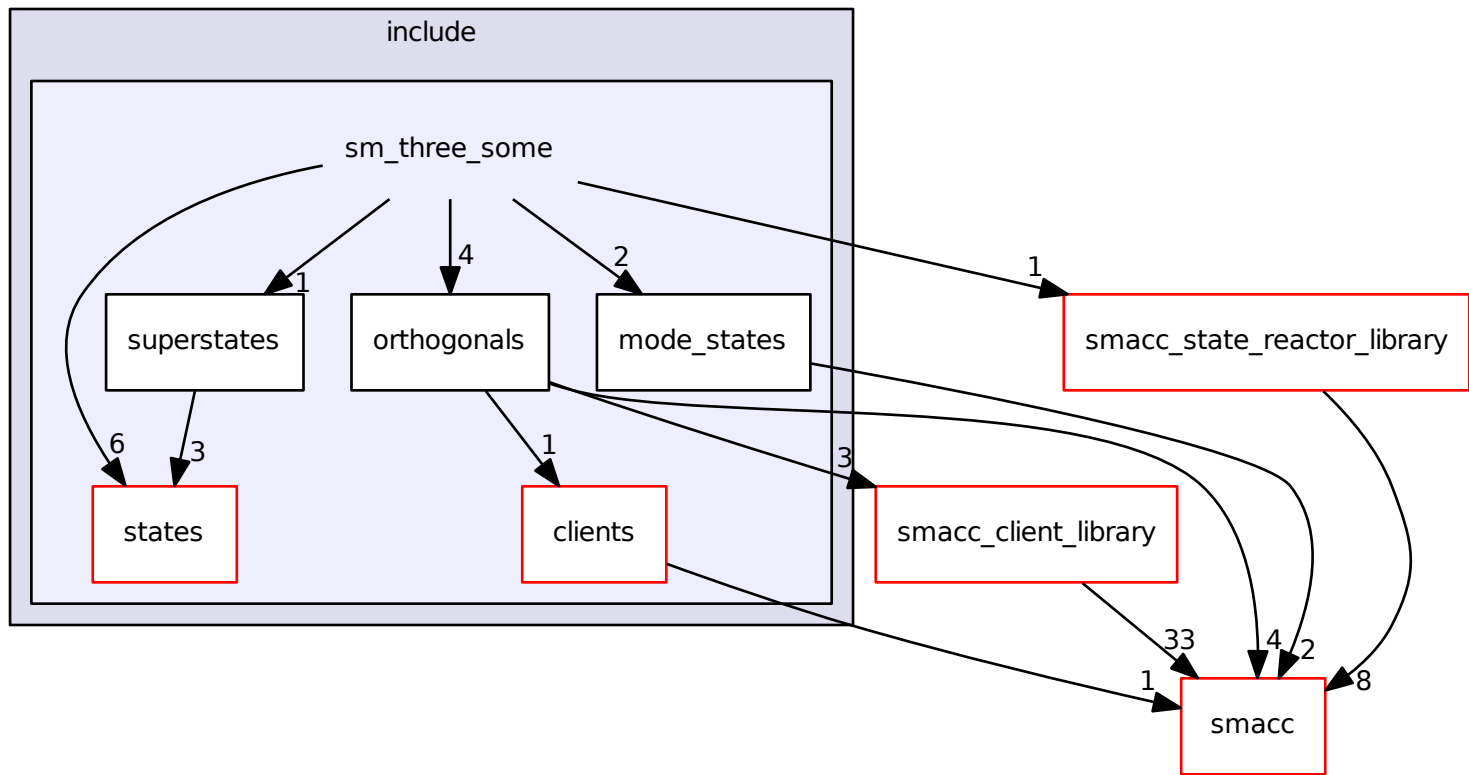 include
sm_three_some
1
4
2
1
superstates
orthogonals
mode_states
smacc_state_reactor_library
6
3
1
3
states
clients
smacc_client_library
33
4
2
1
8
smacc